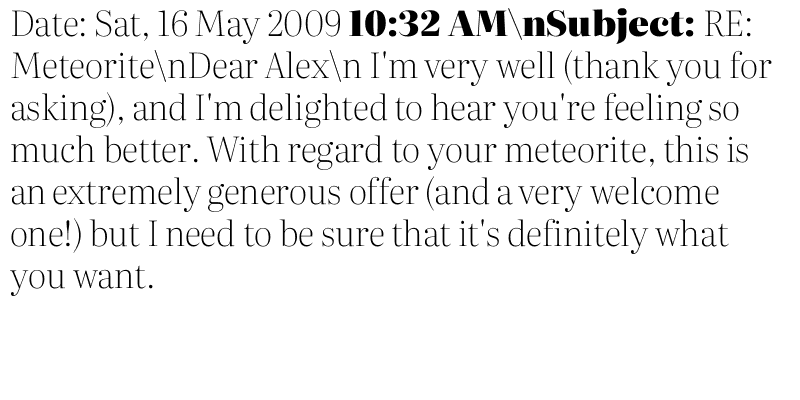 Date: Sat, 16 May 2009 10:32 AM\nSubject: RE:
Meteorite\nDear Alex\n I'm very well (thank you for
asking), and I'm delighted to hear you're feeling so
much better. With regard to your meteorite, this is
an extremely generous offer (and a very welcome
one!) but I need to be sure that it's definitely what
you want.